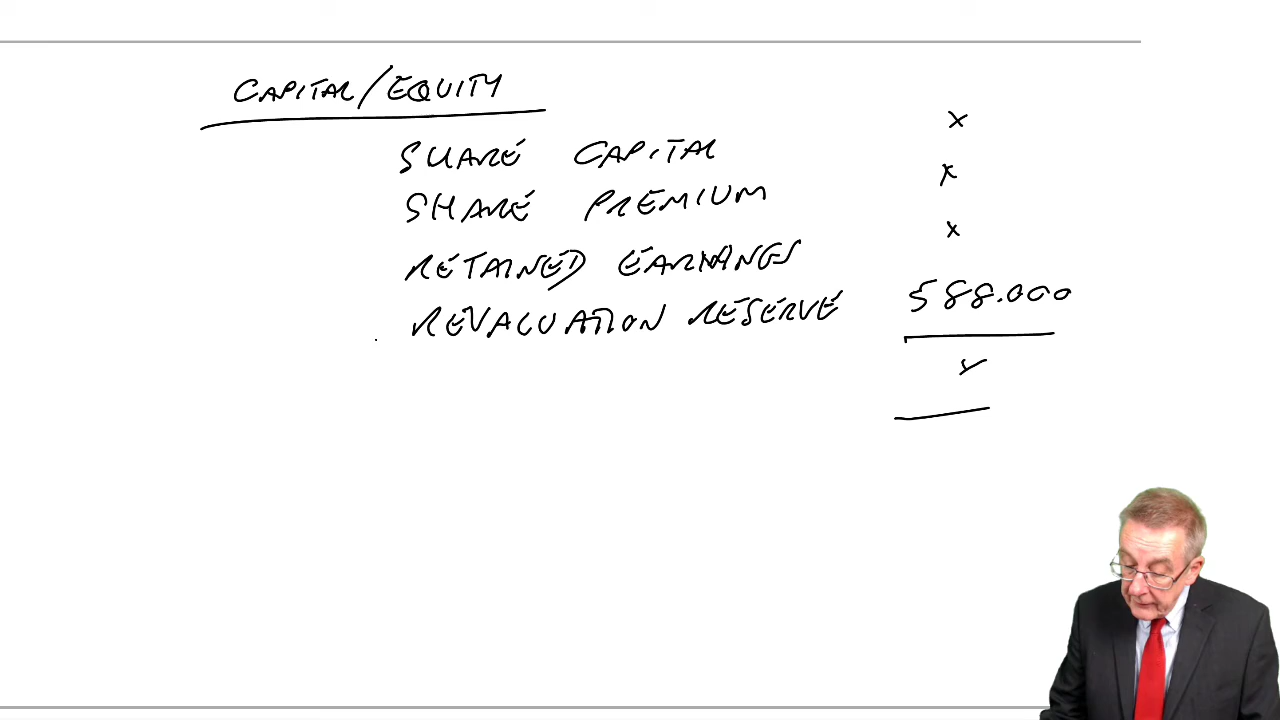 CAPITAL/EQUITY
SHARE CAPITAL x
SHARE PREMIUM x
RETAINED EARNINGS x
REVALUATION RESERVE 588.000